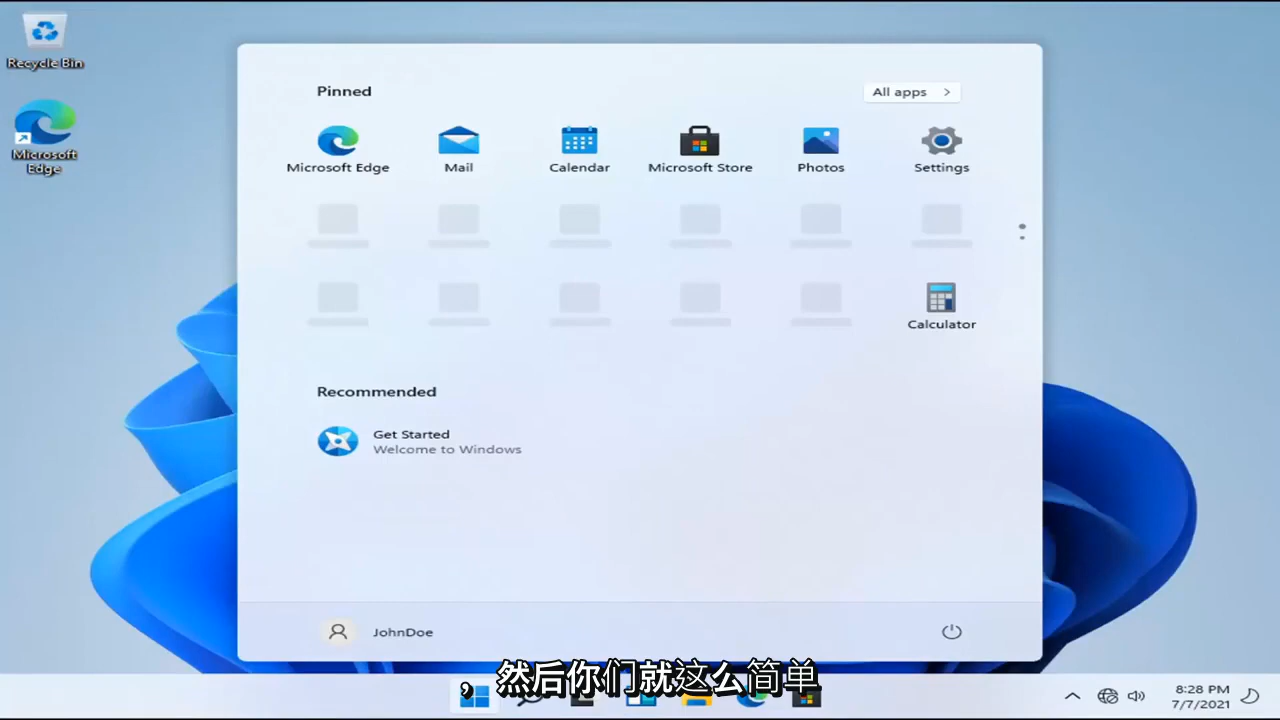 Recycle Bin
Microsoft
Edge
Pinned
All apps
Microsoft Edge
Mail
Calendar
Microsoft Store
Photos
Settings
Calculator
Recommended
Get Started
Welcome to Windows
JohnDoe
，然后你们就这么简单
8:28 PM
7/7/2021